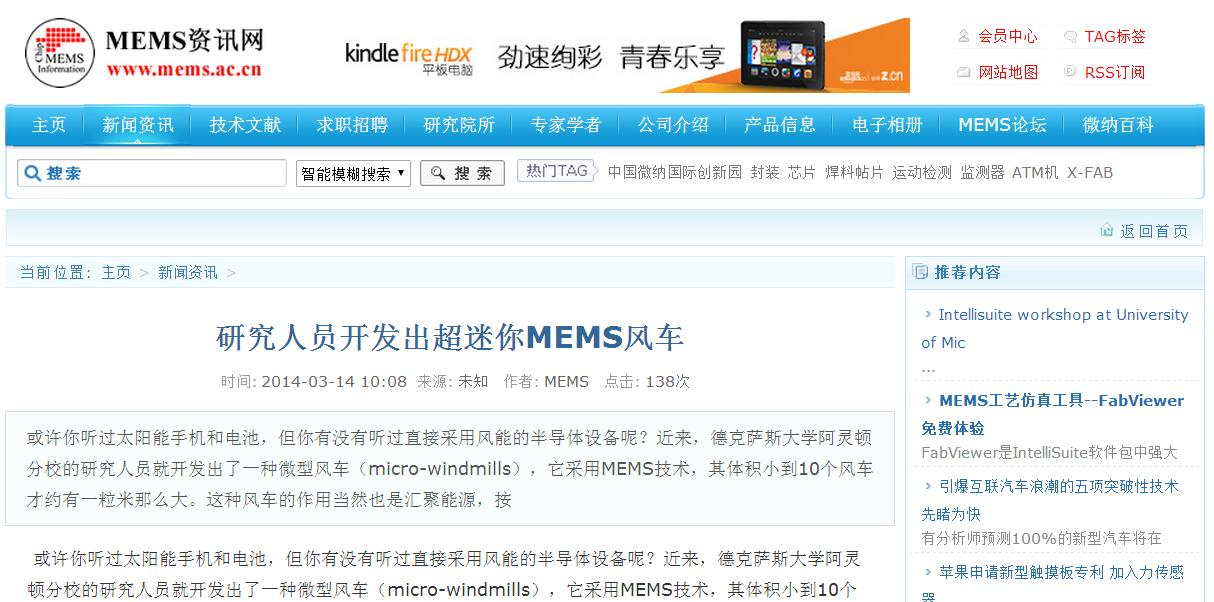 Chip
MEMS
Information
MEMS资讯网
www.mems.ac.cn
kindle fire HDX
平板电脑
劲速绚彩 青春乐享
z.cn
会员中心 TAG标签
网站地图 RSS订阅
主页 新闻资讯 技术文献 求职招聘 研究院所 专家学者 公司介绍 产品信息 电子相册 MEMS论坛 微纳百科
搜索 智能模糊搜索 搜 索 热门TAG 中国微纳国际创新园 封装 芯片 焊料帖片 运动检测 监测器 ATM机 X-FAB
返回首页
当前位置: 主页 > 新闻资讯 >
研究人员开发出超迷你MEMS风车
时间: 2014-03-14 10:08 来源: 未知 作者: MEMS 点击: 138次
或许你听过太阳能手机和电池，但你有没有听过直接采用风能的半导体设备呢？近来，德克萨斯大学阿灵顿
分校的研究人员就开发出了一种微型风车（micro-windmills），它采用MEMS技术，其体积小到10个风车
才约有一粒米那么大。这种风车的作用当然也是汇聚能源，按
或许你听过太阳能手机和电池，但你有没有听过直接采用风能的半导体设备呢？近来，德克萨斯大学阿灵
顿分校的研究人员就开发出了一种微型风车（micro-windmills），它采用MEMS技术，其体积小到10个
推荐内容
Intellisuite workshop at University
of Mic
...
MEMS工艺仿真工具--FabViewer
免费体验
FabViewer是IntelliSuite软件包中强大
引爆互联汽车浪潮的五项突破性技术
先睹为快
有分析师预测100%的新型汽车将在
苹果申请新型触摸板专利 加入力传感
器